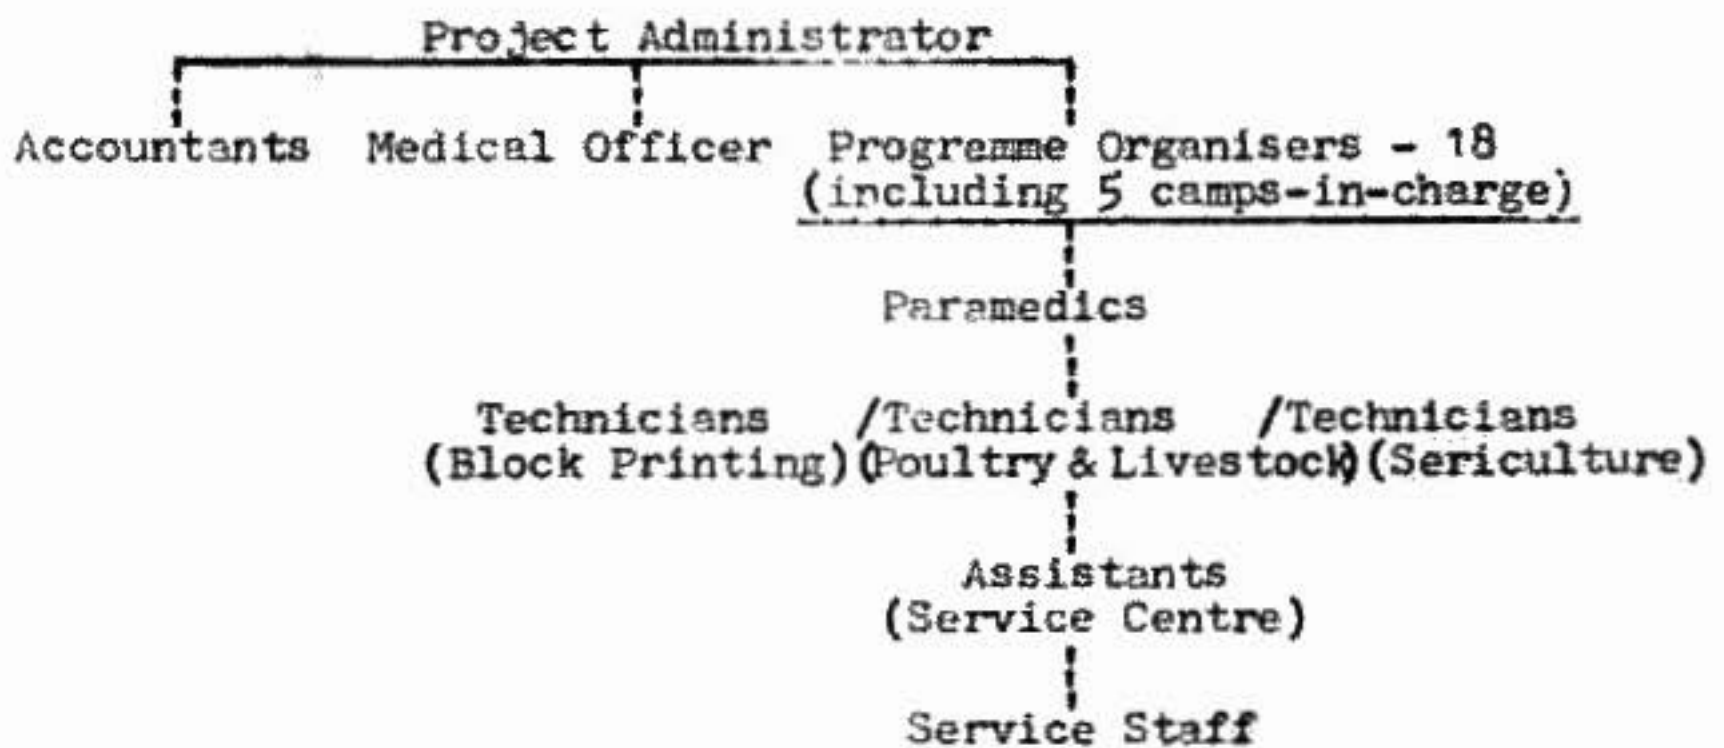 Project Administrator
Accountants Medical Officer Programme Organisers - 18
(including 5 camps-in-charge)
Paramedics
Technicians /Technicians /Technicians
(Block Printing) (Poultry & Livestock) (Sericulture)
Assistants
(Service Centre)
Service Staff